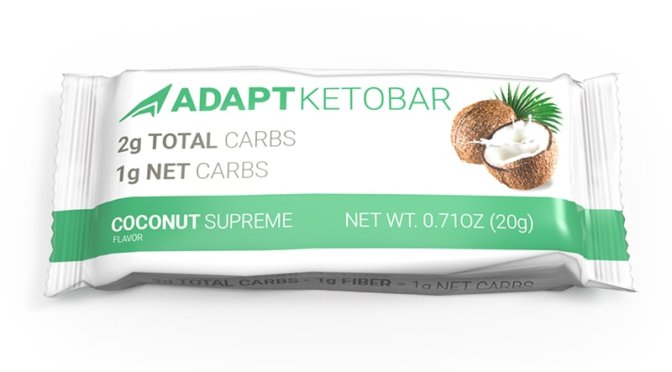 ADAPT KETOBAR
2g TOTAL CARBS
1g NET CARBS
COCONUT SUPREME
FLAVOR
NET WT. 0.71OZ (20g)
2g TOTAL CARBS - 1g FIBER = 1g NET CARBS